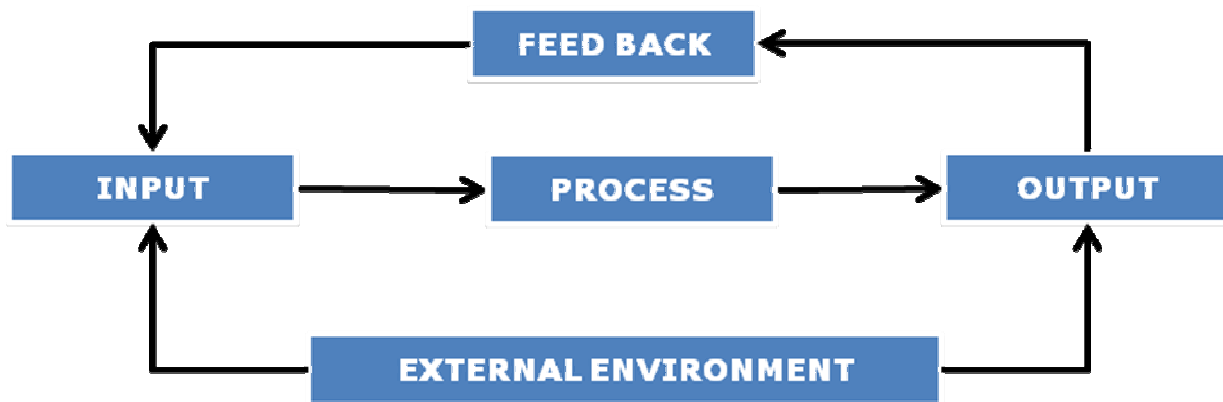 FEED BACK
INPUT
PROCESS
OUTPUT
EXTERNAL ENVIRONMENT